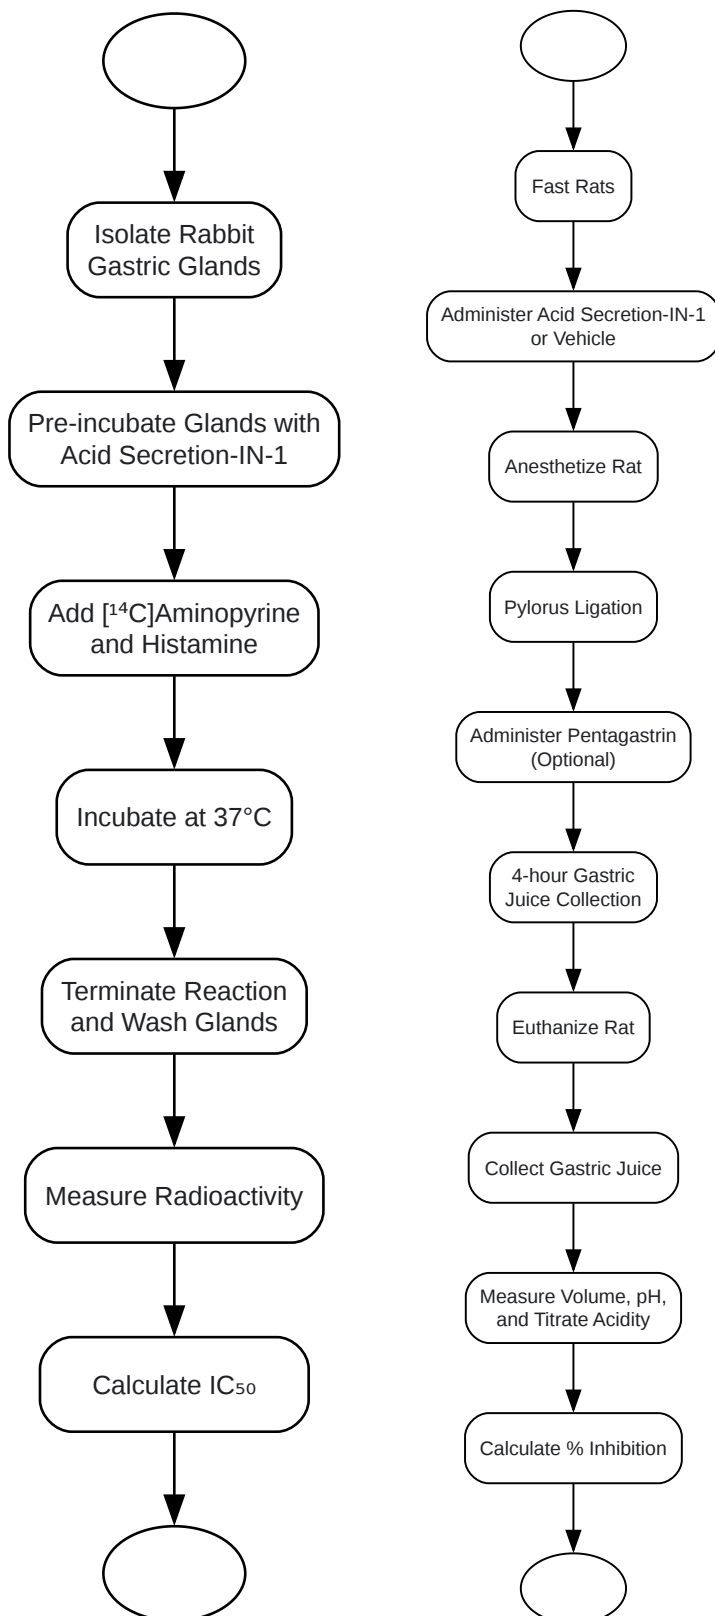 Isolate Rabbit
Gastric Glands
Pre-incubate Glands with
Acid Secretion-IN-1
Add [¹⁴C]Aminopyrine
and Histamine
Incubate at 37°C
Terminate Reaction
and Wash Glands
Measure Radioactivity
Calculate IC₅₀
Fast Rats
Administer Acid Secretion-IN-1
or Vehicle
Anesthetize Rat
Pylorus Ligation
Administer Pentagastrin
(Optional)
4-hour Gastric
Juice Collection
Euthanize Rat
Collect Gastric Juice
Measure Volume, pH,
and Titrate Acidity
Calculate % Inhibition